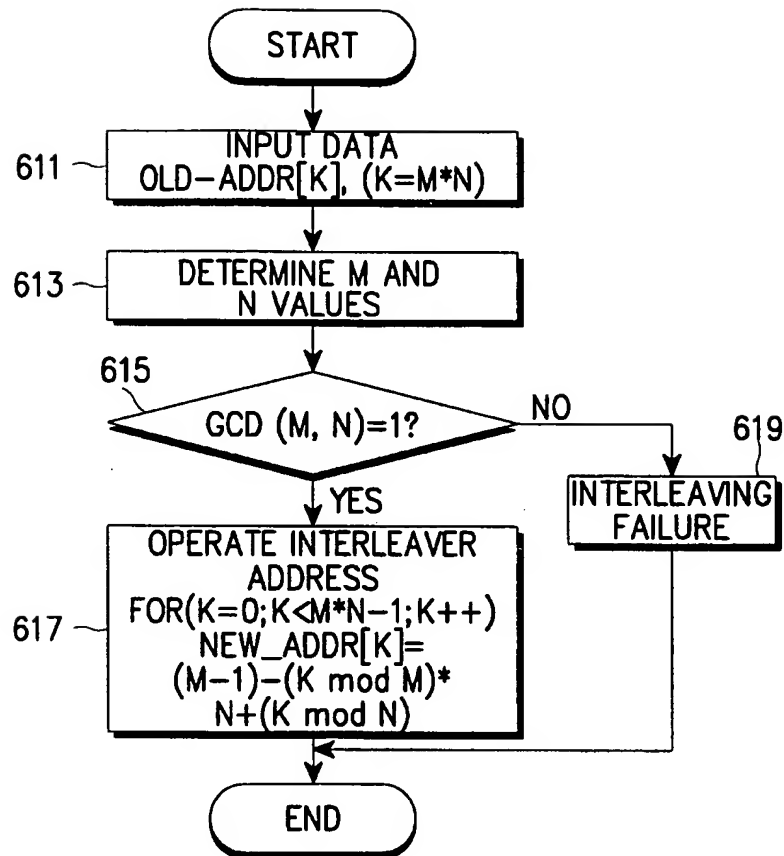 START
611
INPUT DATA
OLD-ADDR[K], (K=M*N)
613
DETERMINE M AND
N VALUES
615
GCD (M, N)=1?
NO
619
INTERLEAVING
FAILURE
YES
617
OPERATE INTERLEAVER
ADDRESS
FOR(K=0;K<M*N-1;K++)
NEW_ADDR[K]=
(M-1)-(K mod M)*
N+(K mod N)
END